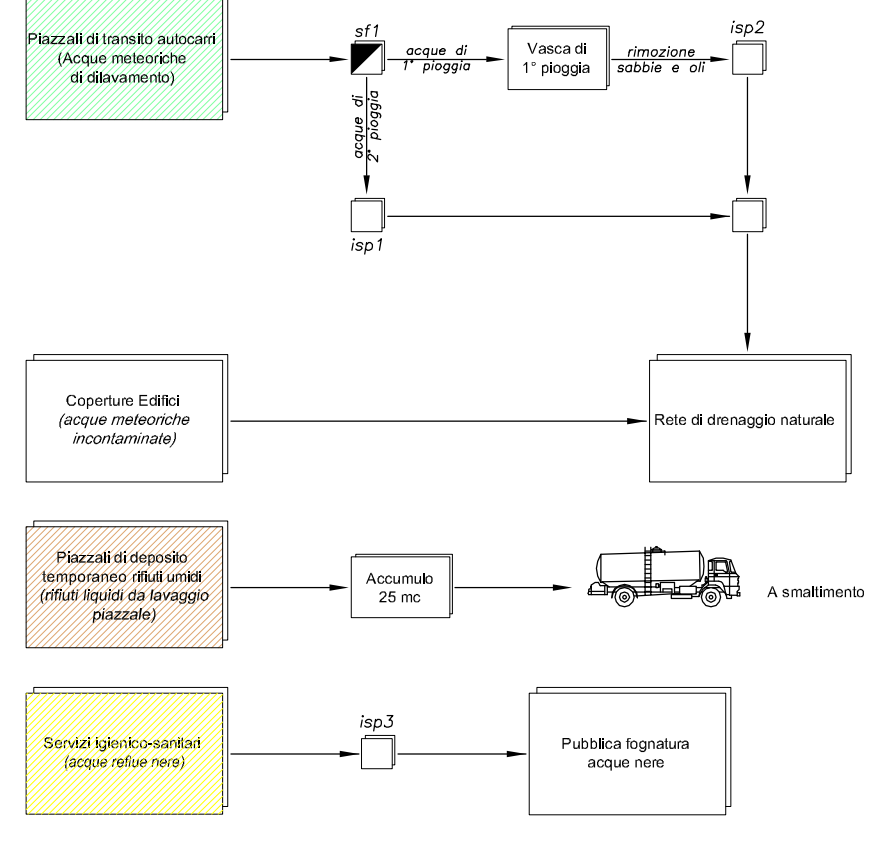 Piazzali di transito autocarri
(Acque meteoriche
di dilavamento)
sf1
acque di
1° pioggia
Vasca di
1° pioggia
rimozione
sabbie e oli
isp2
acque di
2° pioggia
isp1
Coperture Edifici
(acque meteoriche
incontaminate)
Rete di drenaggio naturale
Piazzali di deposito
temporaneo rifiuti umidi
(rifiuti liquidi da lavaggio
piazzale)
Accumulo
25 mc
A smaltimento
Servizi igienico-sanitari
(acque reflue nere)
isp3
Pubblica fognatura
acque nere